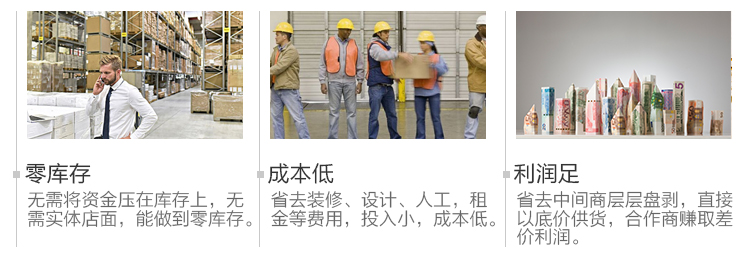 零库存
无需将资金压在库存上，无
需实体店面，能做到零库存。
成本低
省去装修、设计、人工，租
金等费用，投入小，成本低。
利润足
省去中间商层层盘剥，直接
以底价供货，合作商赚取差
价利润。